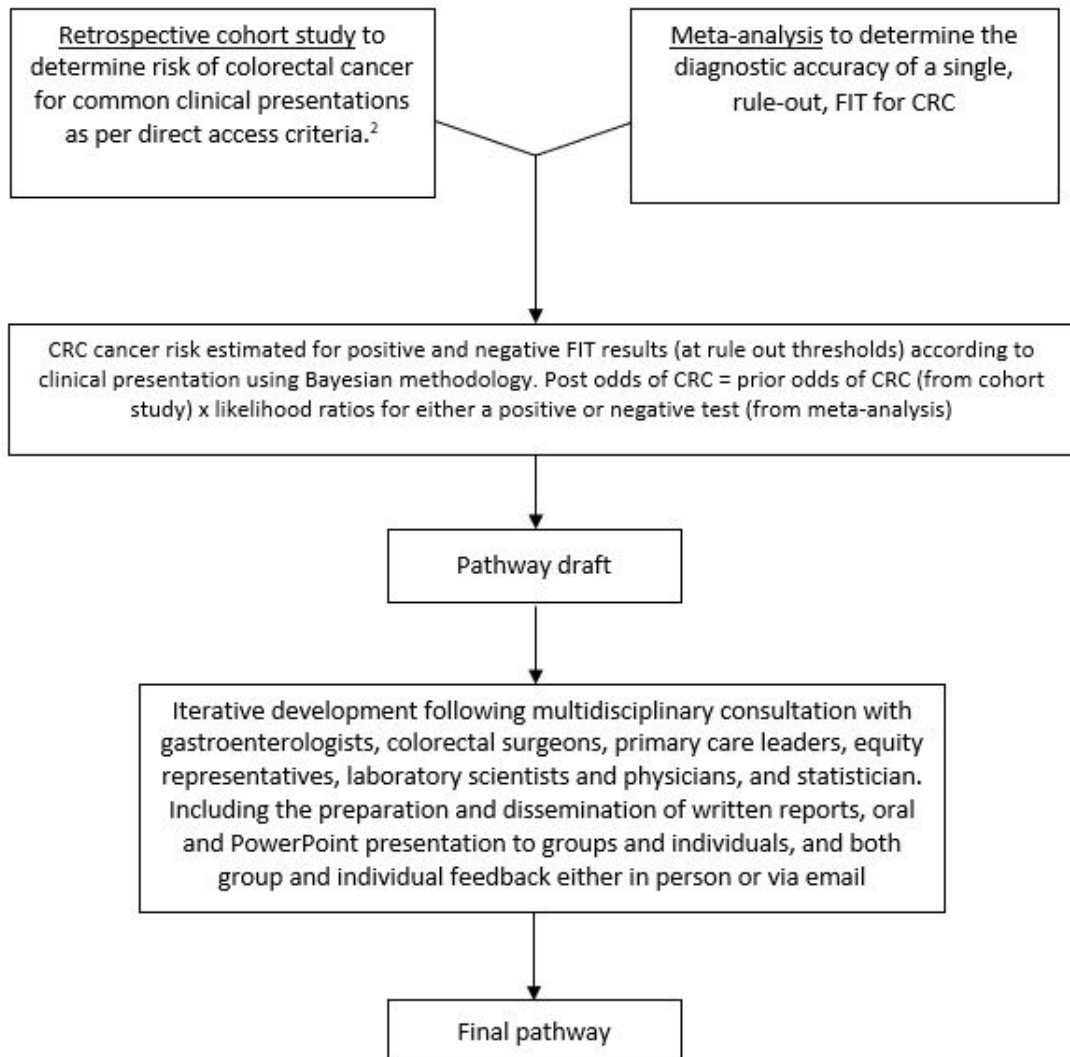 Retrospective cohort study to
determine risk of colorectal cancer
for common clinical presentations
as per direct access criteria.²
Meta-analysis to determine the
diagnostic accuracy of a single,
rule-out, FIT for CRC
CRC cancer risk estimated for positive and negative FIT results (at rule out thresholds) according to
clinical presentation using Bayesian methodology. Post odds of CRC = prior odds of CRC (from cohort
study) x likelihood ratios for either a positive or negative test (from meta-analysis)
Pathway draft
Iterative development following multidisciplinary consultation with
gastroenterologists, colorectal surgeons, primary care leaders, equity
representatives, laboratory scientists and physicians, and statistician.
Including the preparation and dissemination of written reports, oral
and PowerPoint presentation to groups and individuals, and both
group and individual feedback either in person or via email
Final pathway